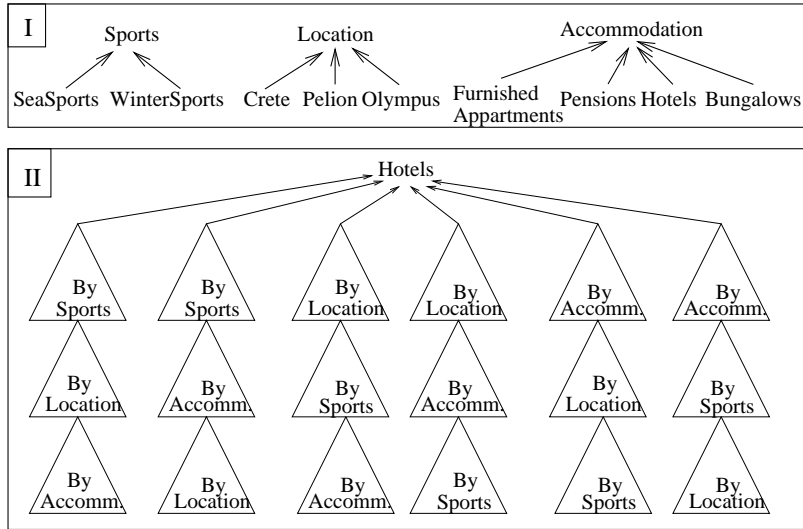 I
Sports Location Accommodation
SeaSports WinterSports Crete Pelion Olympus Furnished Appartments Pensions Hotels Bungalows
II
Hotels
By Sports By Sports By Location By Location By Accomm. By Accomm.
By Location By Accomm. By Sports By Accomm. By Location By Sports
By Accomm. By Location By Accomm. By Sports By Sports By Location